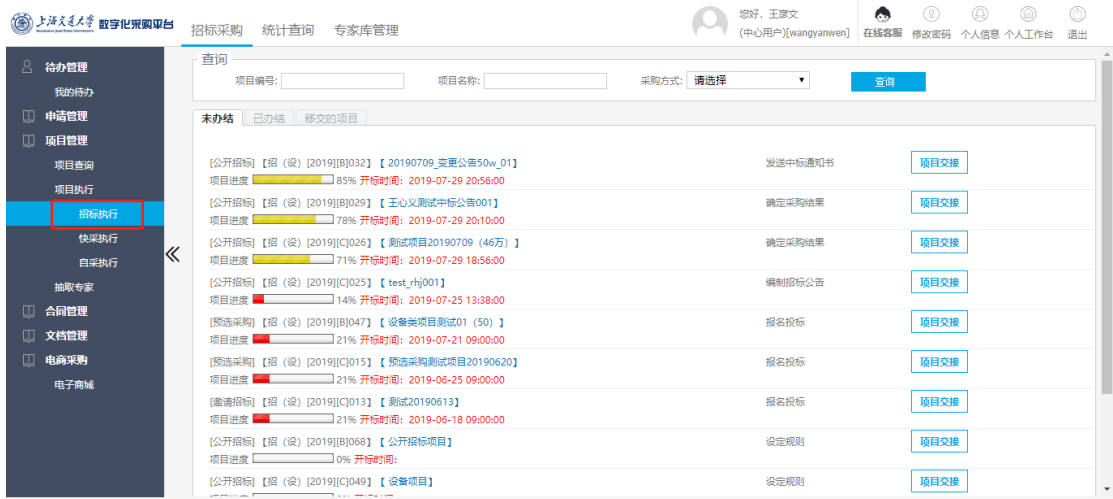 上海交通大学 数字化采购平台
SHANGHAI JIAO TONG UNIVERSITY
招标采购 统计查询 专家库管理
您好，王彦文
(中心用户)[wangyanwen]
在线客服 修改密码 个人信息 个人工作台 退出
待办管理
我的待办
申请管理
项目管理
项目查询
项目执行
招标执行
快采执行
自采执行
抽取专家
合同管理
文档管理
电商采购
电子商城
查询
项目编号: 项目名称: 采购方式: 请选择 查询
未办结 已办结 移交的项目
[公开招标] 【招（设）[2019][B]032】【 20190709_变更公告50w_01】 发送中标通知书 项目交接
项目进度 85% 开标时间：2019-07-29 20:56:00
[公开招标] 【招（设）[2019][B]029】【 王心义测试中标公告001】 确定采购结果 项目交接
项目进度 78% 开标时间：2019-07-29 20:10:00
[公开招标] 【招（设）[2019][C]026】【 测试项目20190709（46万）】 确定采购结果 项目交接
项目进度 71% 开标时间：2019-07-29 18:56:00
[公开招标] 【招（设）[2019][C]025】【 test_rhj001】 编制招标公告 项目交接
项目进度 14% 开标时间：2019-07-25 13:38:00
[预选采购] 【招（设）[2019][B]047】【 设备类项目测试01（50）】 报名投标 项目交接
项目进度 21% 开标时间：2019-07-21 09:00:00
[预选采购] 【招（设）[2019][C]015】【 预选采购测试项目20190620】 报名投标 项目交接
项目进度 21% 开标时间：2019-06-25 09:00:00
[邀请招标] 【招（设）[2019][C]013】【 测试20190613】 报名投标 项目交接
项目进度 21% 开标时间：2019-06-18 09:00:00
[公开招标] 【招（设）[2019][B]068】【 公开招标项目】 设定规则 项目交接
项目进度 0% 开标时间：
[公开招标] 【招（设）[2019][C]049】【 设备项目】 设定规则 项目交接